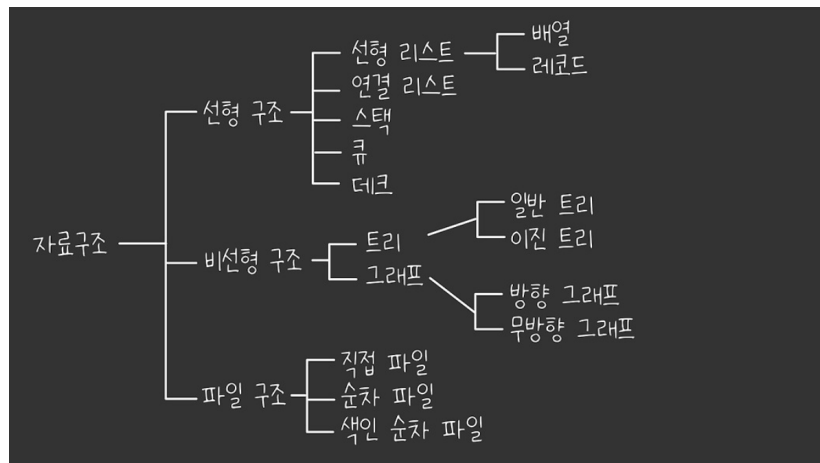 배열
선형 리스트
레코드
연결 리스트
선형 구조
스택
큐
데크
일반 트리
자료구조
트리
이진 트리
비선형 구조
그래프
방향 그래프
무방향 그래프
직접 파일
파일 구조
순차 파일
색인 순차 파일